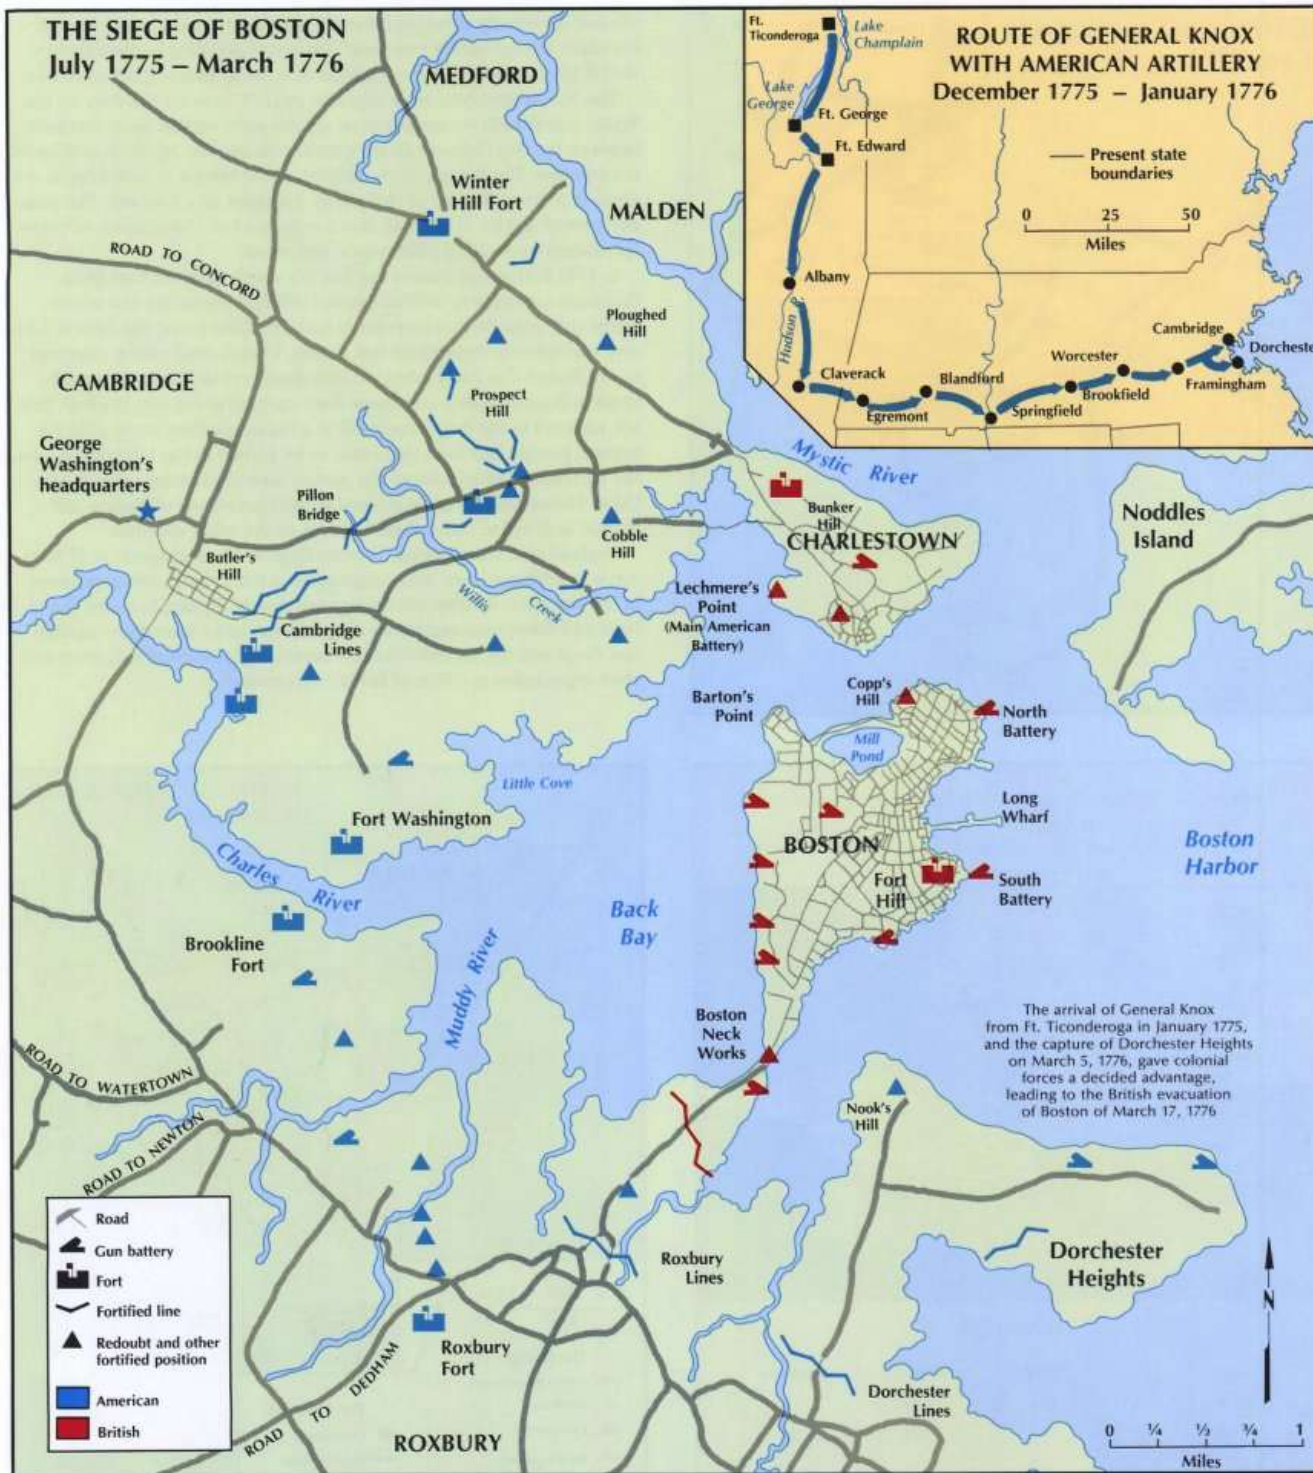 THE SIEGE OF BOSTON
July 1775 – March 1776
MEDFORD
Winter
Hill Fort
MALDEN
ROAD TO CONCORD
Ploughed
Hill
CAMBRIDGE
Prospect
Hill
George
Washington's
headquarters
Pillon
Bridge
Butler's
Hill
Cobble
Hill
Willis Creek
Cambridge
Lines
Mystic River
Bunker
Hill
CHARLESTOWN
Lechmere's
Point
(Main American
Battery)
Noddles
Island
Barton's
Point
Copp's
Hill
North
Battery
Mill
Pond
Little Cove
Long
Wharf
Fort Washington
BOSTON
Boston
Harbor
Fort
Hill
South
Battery
Charles River
Back
Bay
Brookline
Fort
Muddy River
Boston
Neck
Works
The arrival of General Knox
from Ft. Ticonderoga in January 1775,
and the capture of Dorchester Heights
on March 5, 1776, gave colonial
forces a decided advantage,
leading to the British evacuation
of Boston of March 17, 1776
ROAD TO WATERTOWN
ROAD TO NEWTON
Nook's
Hill
Roxbury
Lines
Dorchester
Heights
Roxbury
Fort
ROAD TO DEDHAM
ROXBURY
Dorchester
Lines
N
0 ¼ ½ ¾ 1
Miles
Road
Gun battery
Fort
Fortified line
Redoubt and other
fortified position
American
British
ROUTE OF GENERAL KNOX
WITH AMERICAN ARTILLERY
December 1775 – January 1776
Present state
boundaries
0 25 50
Miles
Ft.
Ticonderoga
Lake
Champlain
Lake
George
Ft. George
Ft. Edward
Albany
Hudson R.
Claverack
Egremont
Blandford
Springfield
Worcester
Brookfield
Cambridge
Framingham
Dorchester